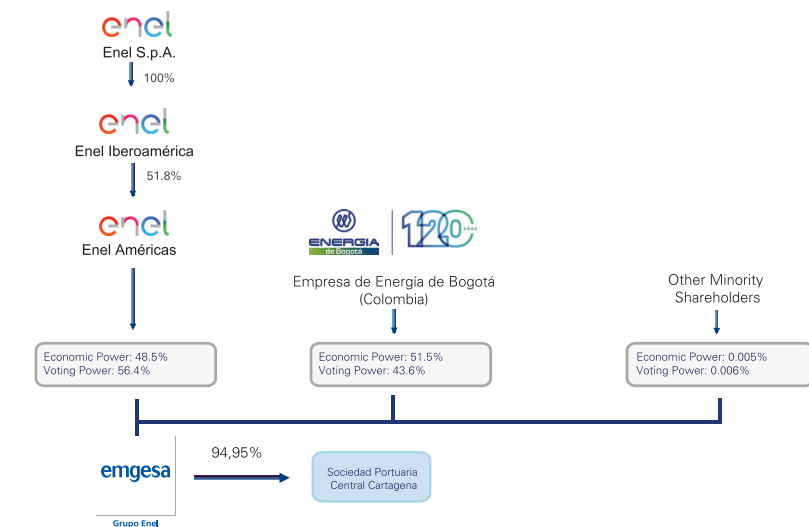 enel
Enel S.p.A.
100%
enel
Enel Iberoamérica
51.8%
enel
Enel Américas
ENERGIA
de Bogotá
120
AÑOS
Empresa de Energía de Bogotá
(Colombia)
Other Minority
Shareholders
Economic Power: 48.5%
Voting Power: 56.4%
Economic Power: 51.5%
Voting Power: 43.6%
Economic Power: 0.005%
Voting Power: 0.006%
emgesa
Grupo Enel
94,95%
Sociedad Portuaria
Central Cartagena